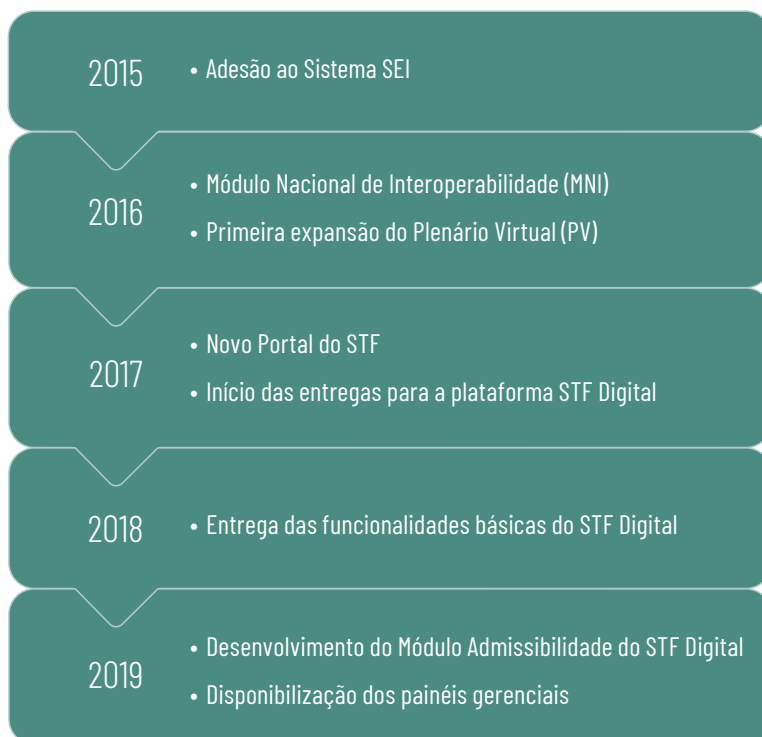 2015
• Adesão ao Sistema SEI
2016
• Módulo Nacional de Interoperabilidade (MNI)
• Primeira expansão do Plenário Virtual (PV)
2017
• Novo Portal do STF
• Início das entregas para a plataforma STF Digital
2018
• Entrega das funcionalidades básicas do STF Digital
2019
• Desenvolvimento do Módulo Admissibilidade do STF Digital
• Disponibilização dos painéis gerenciais